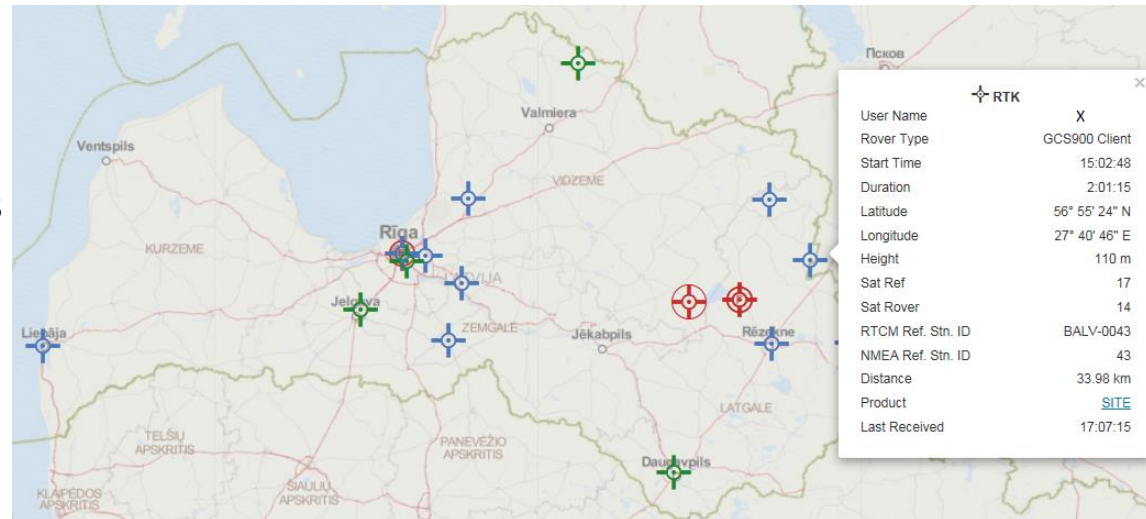 Псков
Valmiera
Ventspils
VIDZEME
Rīga
KURZEME
LATVIJA
Jelgava
Liepāja
ZEMGALE
Jēkabpils
Rēzekne
LATGALE
TELŠIŲ
APSKRITIS
PANEVĖŽIO
APSKRITIS
Daugavpils
ŠIAULIŲ
APSKRITIS
KLAIPĖDOS
APSKRITIS
×
RTK
User Name X
Rover Type GCS900 Client
Start Time 15:02:48
Duration 2:01:15
Latitude 56° 55' 24" N
Longitude 27° 40' 46" E
Height 110 m
Sat Ref 17
Sat Rover 14
RTCM Ref. Stn. ID BALV-0043
NMEA Ref. Stn. ID 43
Distance 33.98 km
Product SITE
Last Received 17:07:15